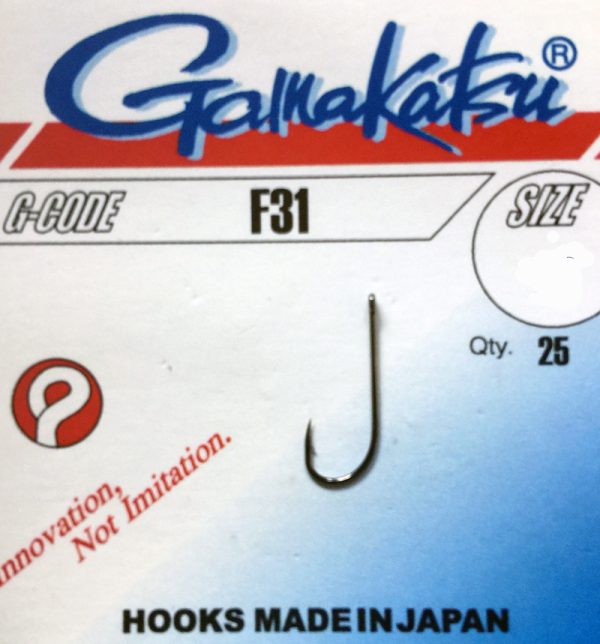 Gamakatsu®
G-CODE F31 SIZE
Qty. 25
Innovation,
Not Imitation.
HOOKS MADE IN JAPAN